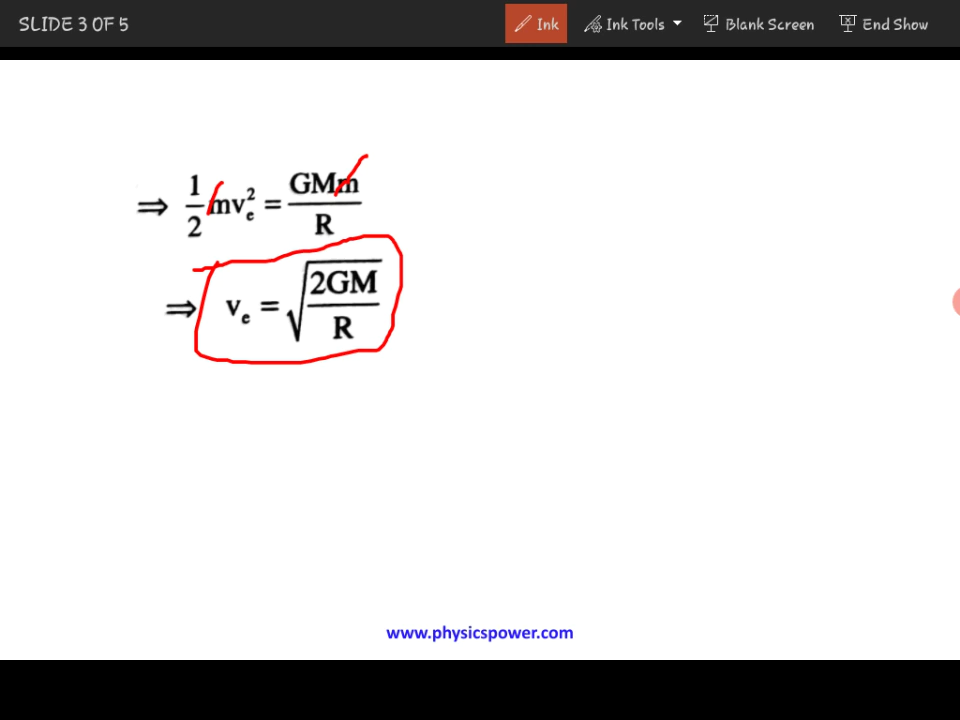 SLIDE 3 OF 5
Ink
Ink Tools
Blank Screen
End Show
⇒ 1/2 mv_e^2 = GMm/R
⇒ v_e = √(2GM/R)
www.physicspower.com